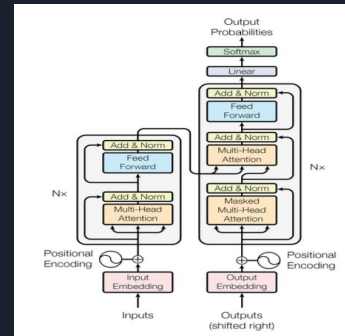 Output
Probabilities
Softmax
Linear
Add & Norm
Feed
Forward
Add & Norm
Multi-Head
Attention
Add & Norm
Masked
Multi-Head
Attention
Nx
Positional
Encoding
Output
Embedding
Outputs
(shifted right)
Add & Norm
Feed
Forward
Add & Norm
Multi-Head
Attention
Nx
Positional
Encoding
Input
Embedding
Inputs